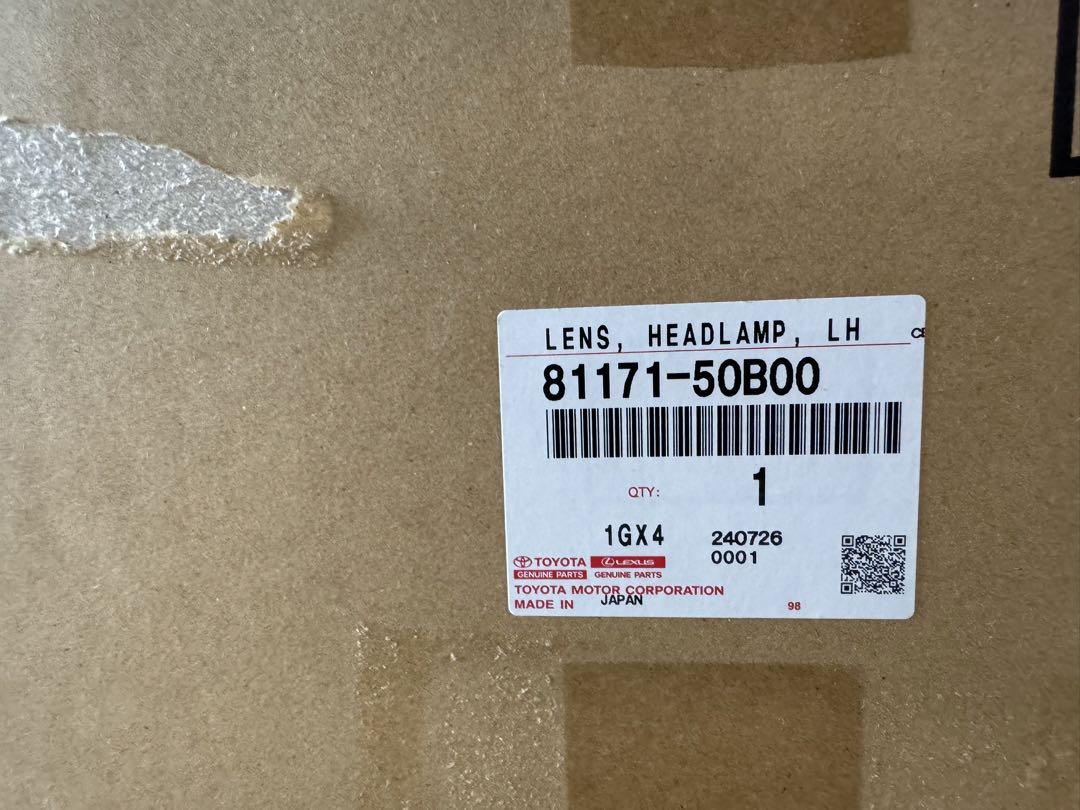 LENS, HEADLAMP, LH
81171-50B00
QTY: 1
1GX4 240726
0001
TOYOTA LEXUS
GENUINE PARTS GENUINE PARTS
TOYOTA MOTOR CORPORATION
MADE IN JAPAN
98